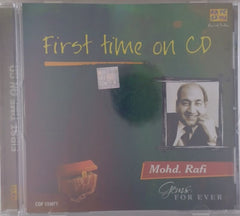 First time on CD
FIRST TIME ON CD
Mohd. Rafi
Gems
FOR EVER